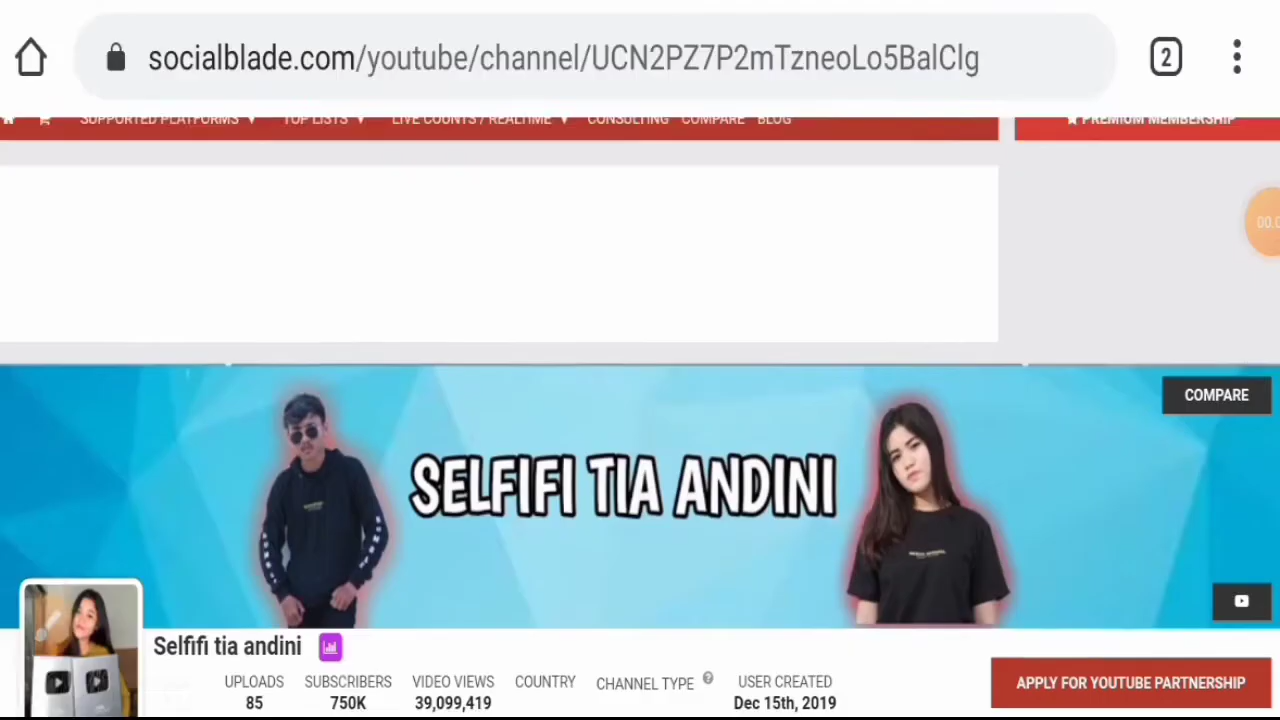 socialblade.com/youtube/channel/UCN2PZ7P2mTzneoLo5BalClg
2
SUPPORTED PLATFORMS TOP LISTS LIVE COUNTS / REALTIME CONSULTING COMPARE BLOG
PREMIUM MEMBERSHIP
COMPARE
SELFIFI TIA ANDINI
Selfifi tia andini
UPLOADS SUBSCRIBERS VIDEO VIEWS COUNTRY CHANNEL TYPE ? USER CREATED
85 750K 39,099,419 Dec 15th, 2019
APPLY FOR YOUTUBE PARTNERSHIP